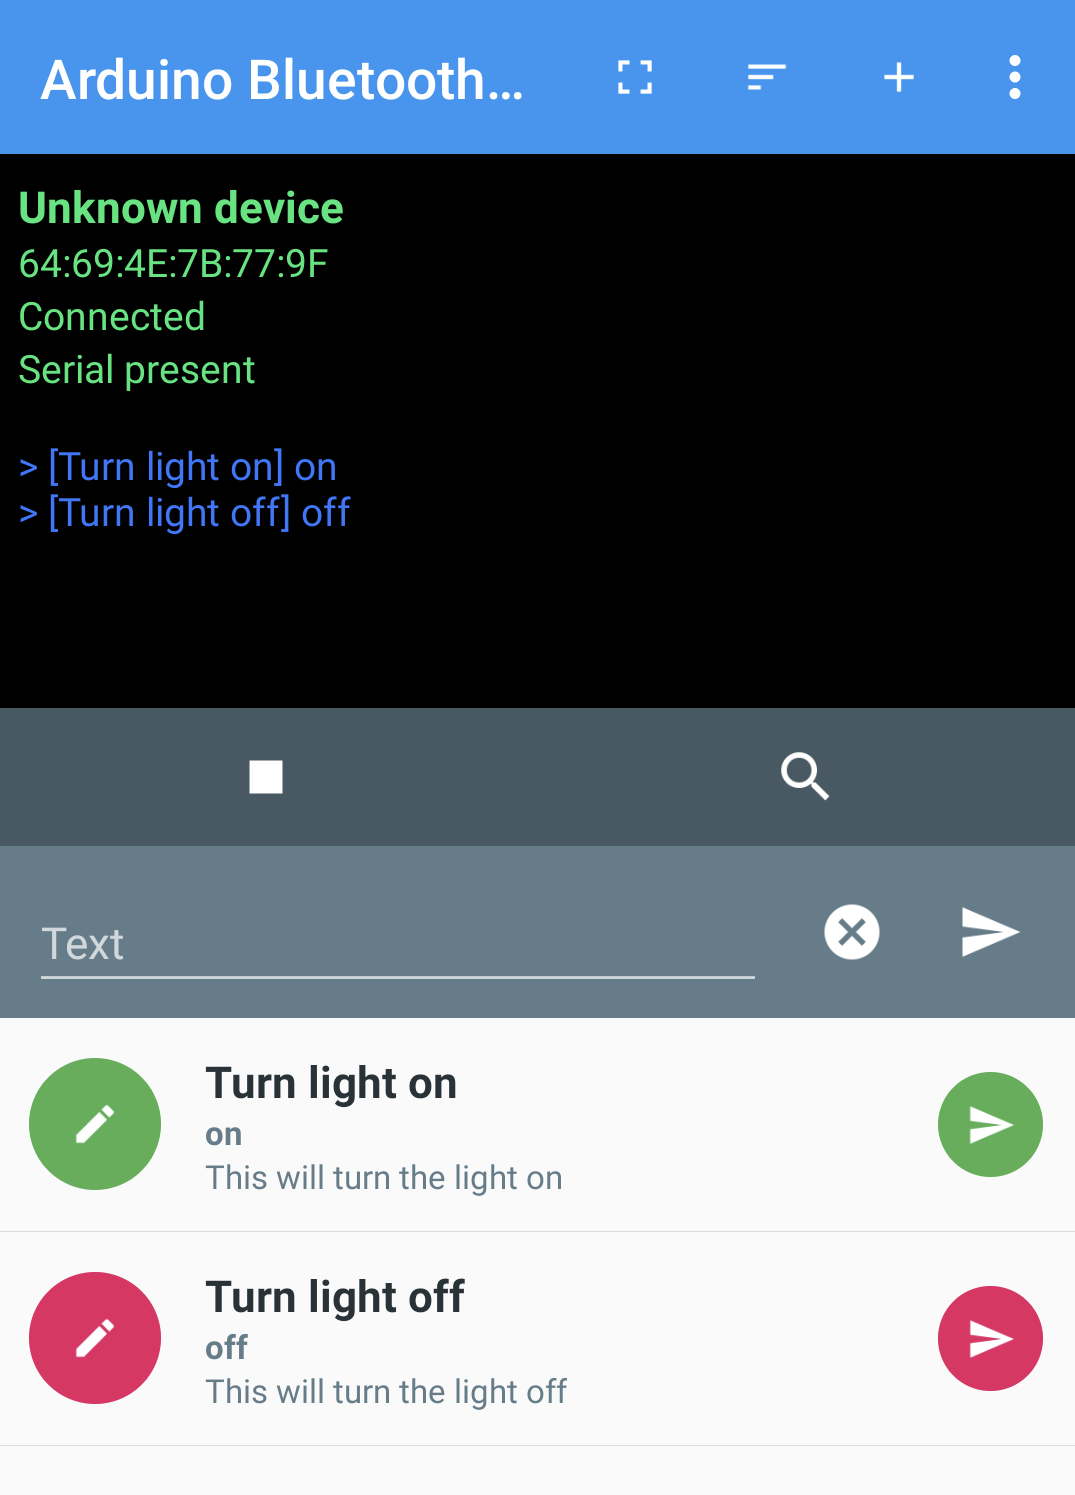 Arduino Bluetooth...
Unknown device
64:69:4E:7B:77:9F
Connected
Serial present
> [Turn light on] on
> [Turn light off] off
Text
Turn light on
on
This will turn the light on
Turn light off
off
This will turn the light off